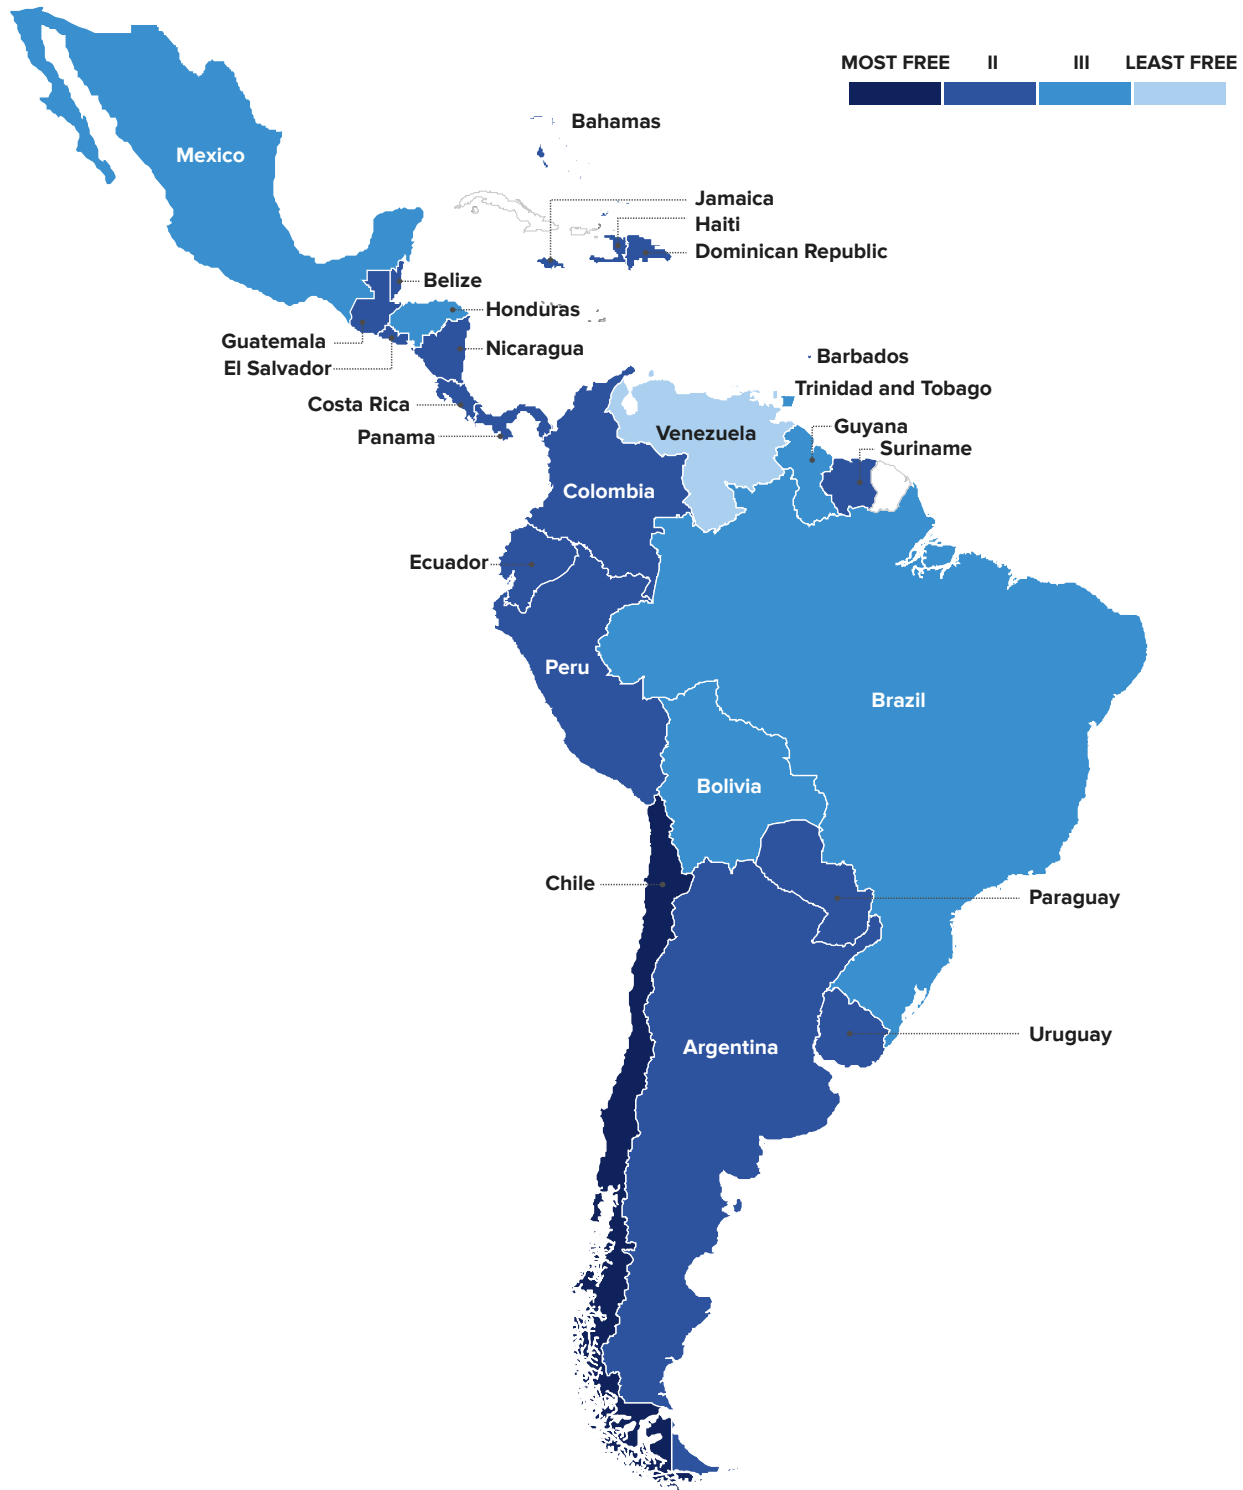 MOST FREE II III LEAST FREE
Bahamas
Mexico
Jamaica
Haiti
Dominican Republic
Belize
Honduras
Guatemala
Nicaragua
El Salvador
Barbados
Trinidad and Tobago
Costa Rica
Guyana
Venezuela
Panama
Suriname
Colombia
Ecuador
Peru
Brazil
Bolivia
Chile
Paraguay
Uruguay
Argentina